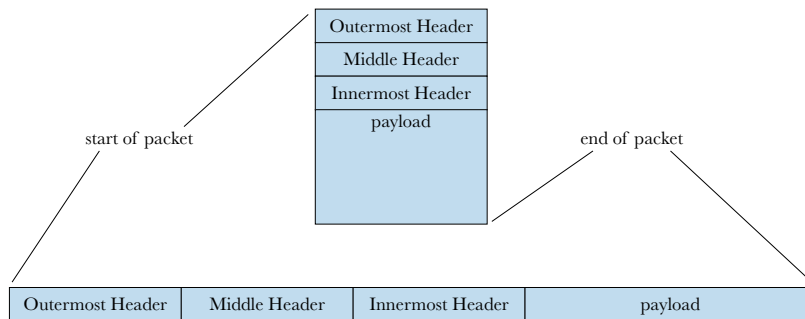 Outermost Header
Middle Header
Innermost Header
payload
start of packet
end of packet
Outermost Header
Middle Header
Innermost Header
payload